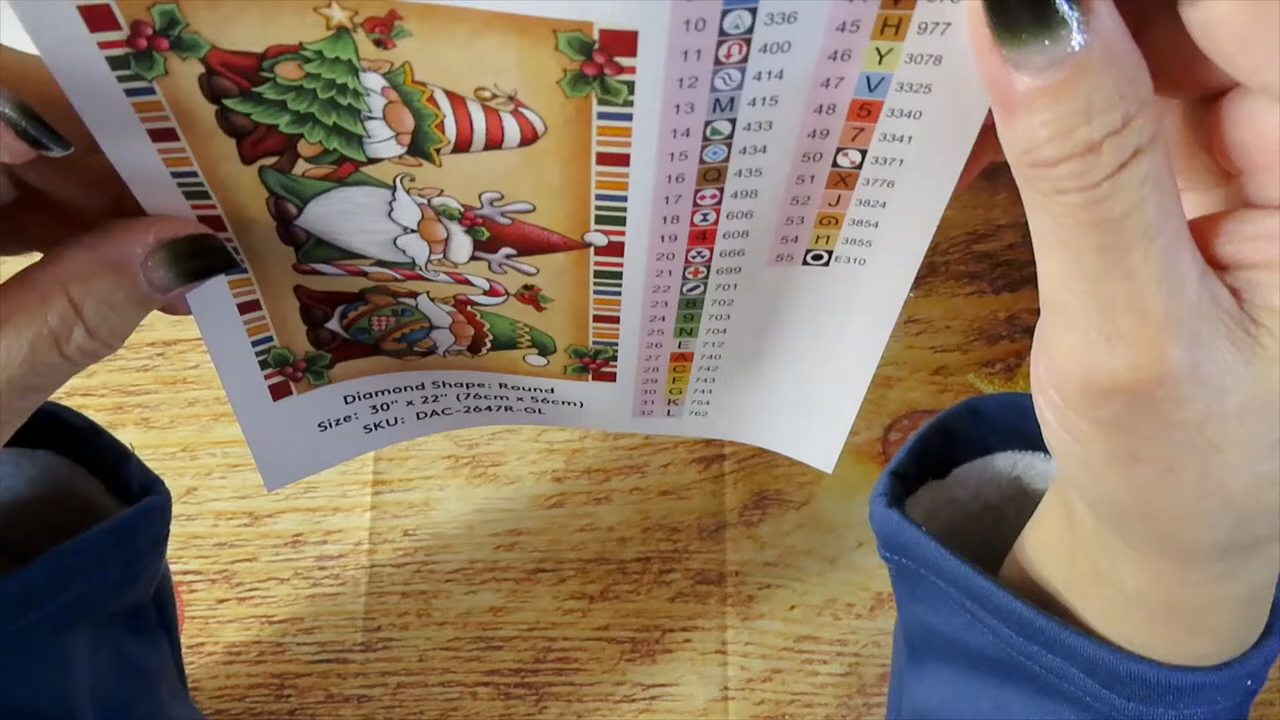 10 336
11 400
12 414
13 M 415
14 433
15 434
16 Q 435
17 498
18 606
19 4 608
20 666
21 699
22 701
23 8 702
24 9 703
25 N 704
26 E 712
27 A 740
28 C 742
29 F 743
30 G 744
31 K 754
32 L 762
45 H 977
46 Y 3078
47 V 3325
48 5 3340
49 7 3341
50 3371
51 X 3776
52 J 3824
53 3854
54 3855
55 E310
Diamond Shape: Round
Size: 30" x 22" (76cm x 56cm)
SKU: DAC-2647R-GL